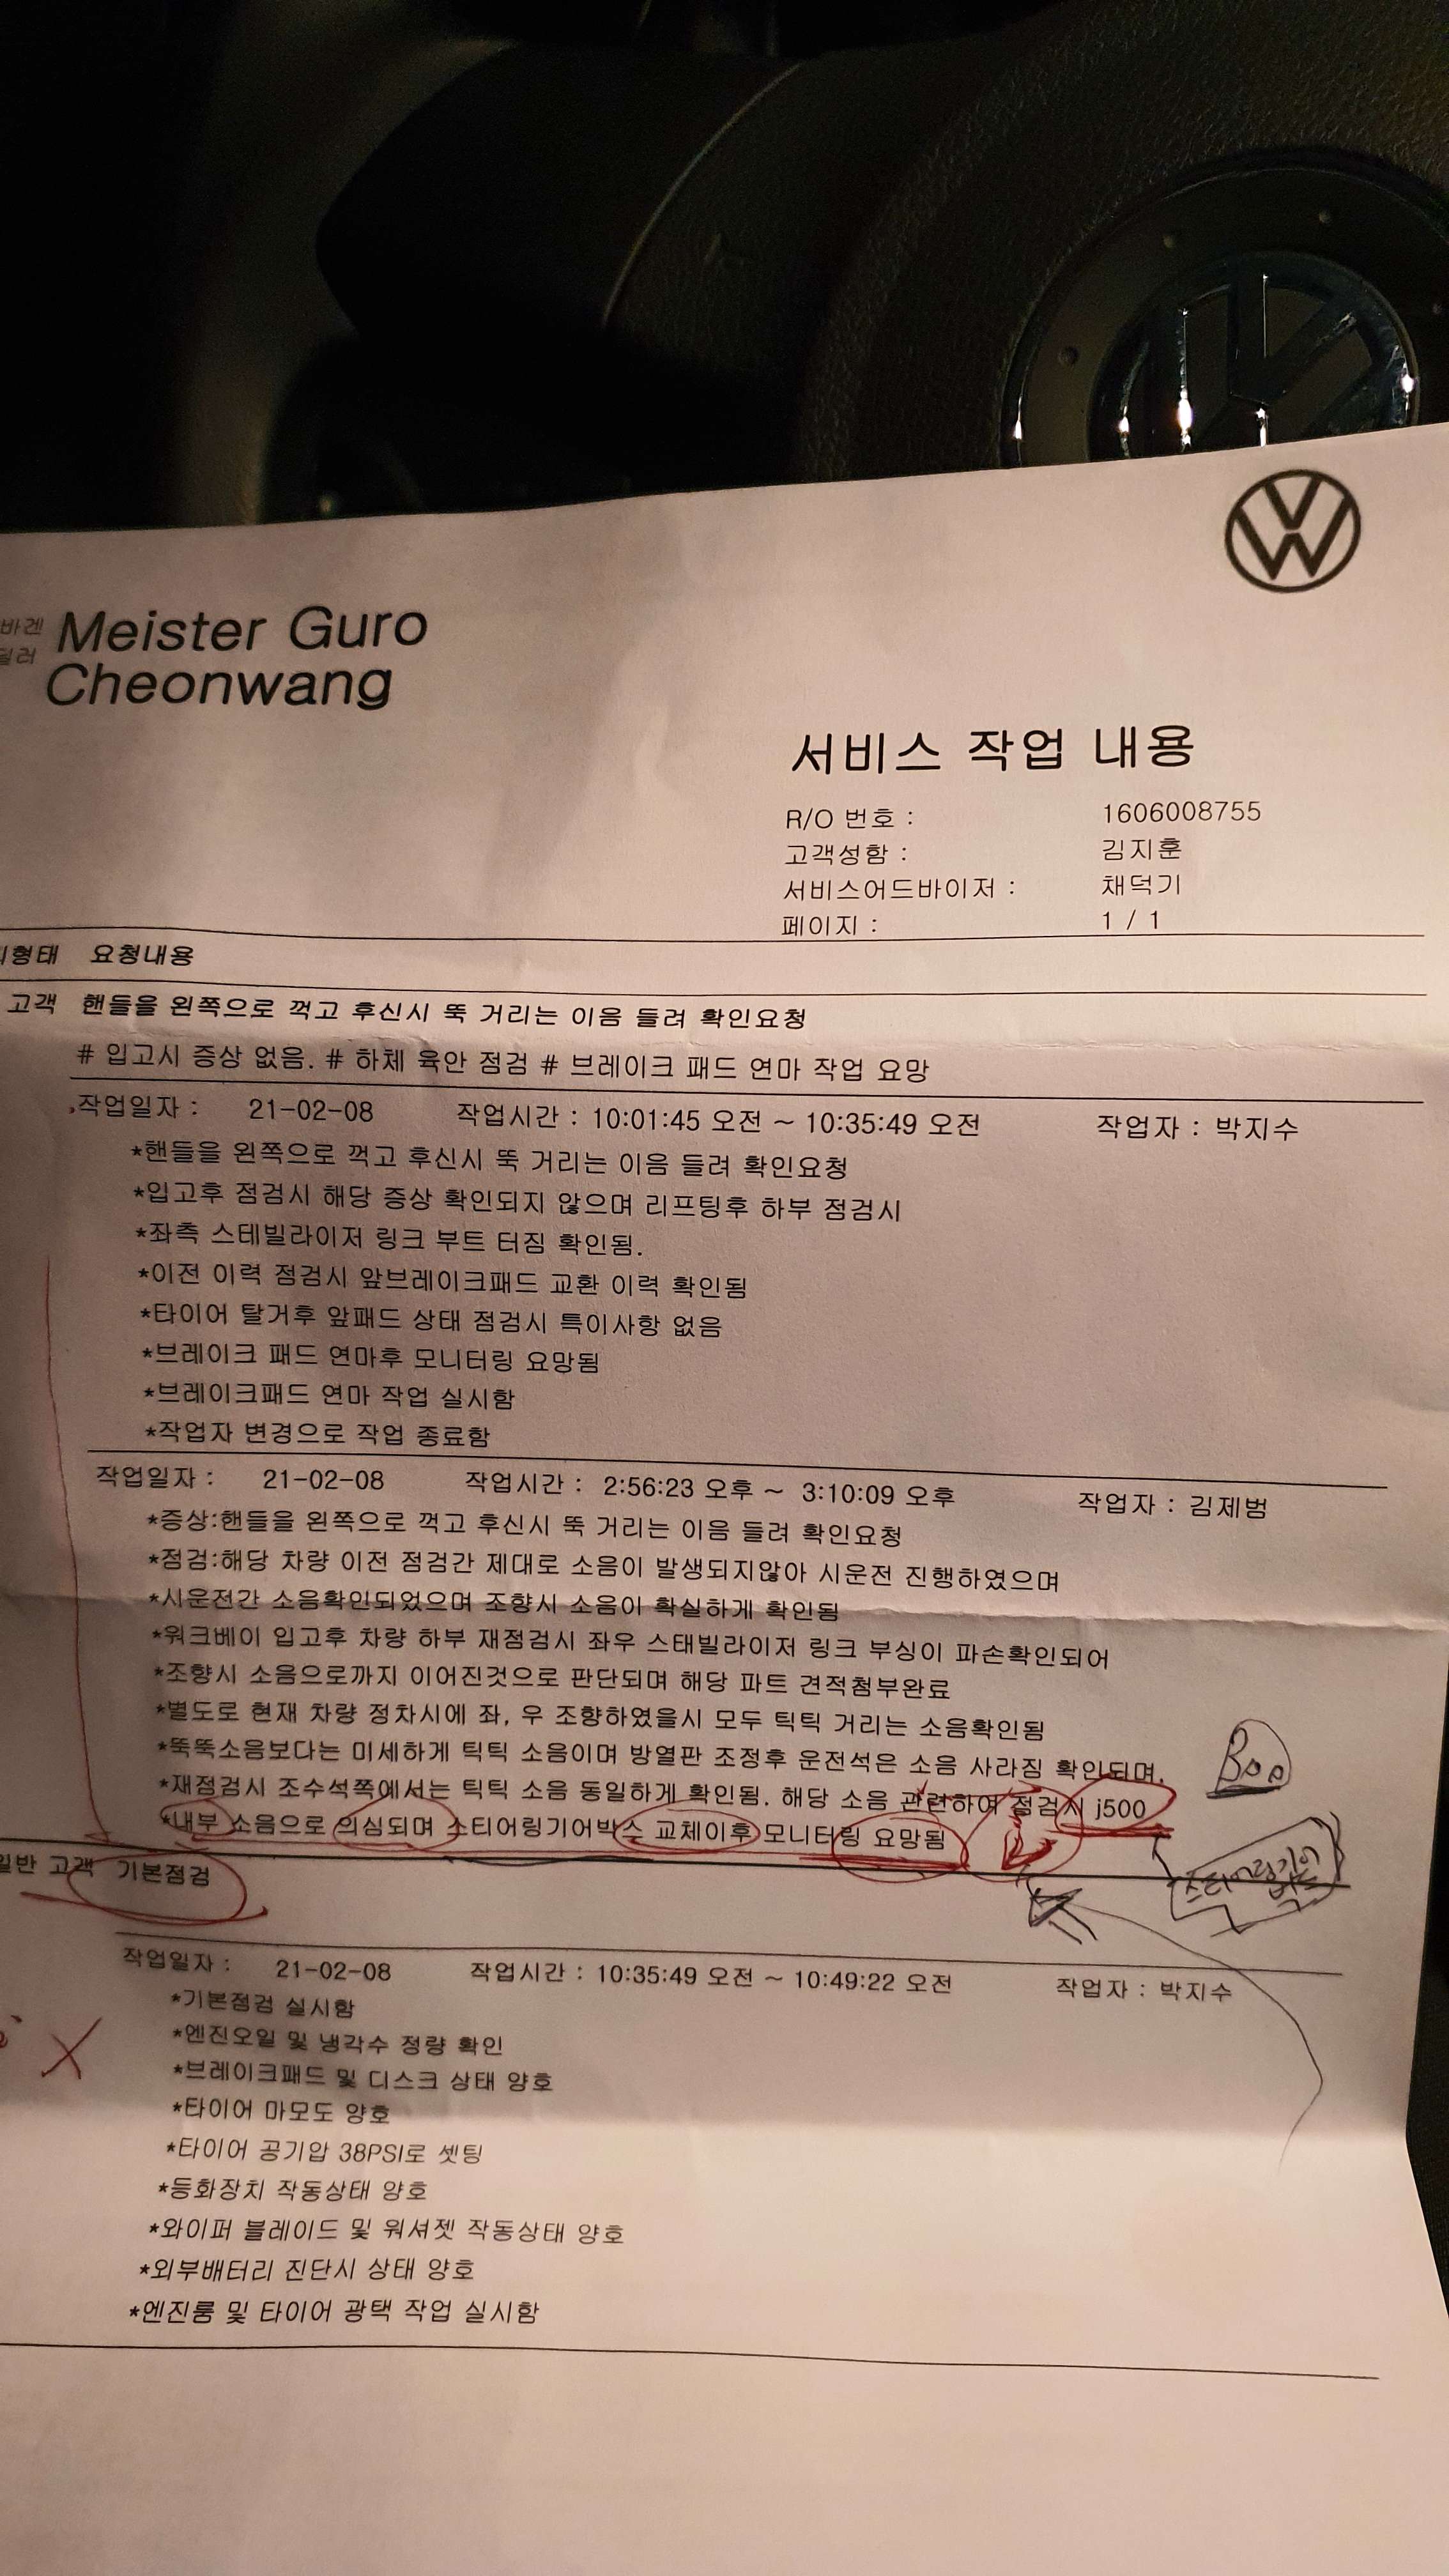 바겐
딜러
Meister Guro
Cheonwang
서비스 작업 내용
R/O 번호 : 1606008755
고객성함 : 김지훈
서비스어드바이저 : 채덕기
페이지 : 1 / 1
형태 요청내용
고객 핸들을 왼쪽으로 꺽고 후신시 뚝 거리는 이음 들려 확인요청
# 입고시 증상 없음. # 하체 육안 점검 # 브레이크 패드 연마 작업 요망
작업일자 : 21-02-08 작업시간 : 10:01:45 오전 ~ 10:35:49 오전 작업자 : 박지수
*핸들을 왼쪽으로 꺽고 후신시 뚝 거리는 이음 들려 확인요청
*입고후 점검시 해당 증상 확인되지 않으며 리프팅후 하부 점검시
*좌측 스테빌라이저 링크 부트 터짐 확인됨.
*이전 이력 점검시 앞브레이크패드 교환 이력 확인됨
*타이어 탈거후 앞패드 상태 점검시 특이사항 없음
*브레이크 패드 연마후 모니터링 요망됨
*브레이크패드 연마 작업 실시함
*작업자 변경으로 작업 종료함
작업일자 : 21-02-08 작업시간 : 2:56:23 오후 ~ 3:10:09 오후 작업자 : 김제범
*증상:핸들을 왼쪽으로 꺽고 후신시 뚝 거리는 이음 들려 확인요청
*점검:해당 차량 이전 점검간 제대로 소음이 발생되지않아 시운전 진행하였으며
*시운전간 소음확인되었으며 조향시 소음이 확실하게 확인됨
*워크베이 입고후 차량 하부 재점검시 좌우 스태빌라이저 링크 부싱이 파손확인되어
*조향시 소음으로까지 이어진것으로 판단되며 해당 파트 견적첨부완료
*별도로 현재 차량 정차시에 좌, 우 조향하였을시 모두 틱틱 거리는 소음확인됨
*뚝뚝소음보다는 미세하게 틱틱 소음이며 방열판 조정후 운전석은 소음 사라짐 확인되며,
*재점검시 조수석쪽에서는 틱틱 소음 동일하게 확인됨. 해당 소음 관련하여 점검시 j500
*내부 소음으로 의심되며 스티어링기어박스 교체이후 모니터링 요망됨
스티어링기어
박스
일반 고객 기본점검
작업일자 : 21-02-08 작업시간 : 10:35:49 오전 ~ 10:49:22 오전 작업자 : 박지수
*기본점검 실시함
*엔진오일 및 냉각수 정량 확인
*브레이크패드 및 디스크 상태 양호
*타이어 마모도 양호
*타이어 공기압 38PSI로 셋팅
*등화장치 작동상태 양호
*와이퍼 블레이드 및 워셔젯 작동상태 양호
*외부배터리 진단시 상태 양호
*엔진룸 및 타이어 광택 작업 실시함